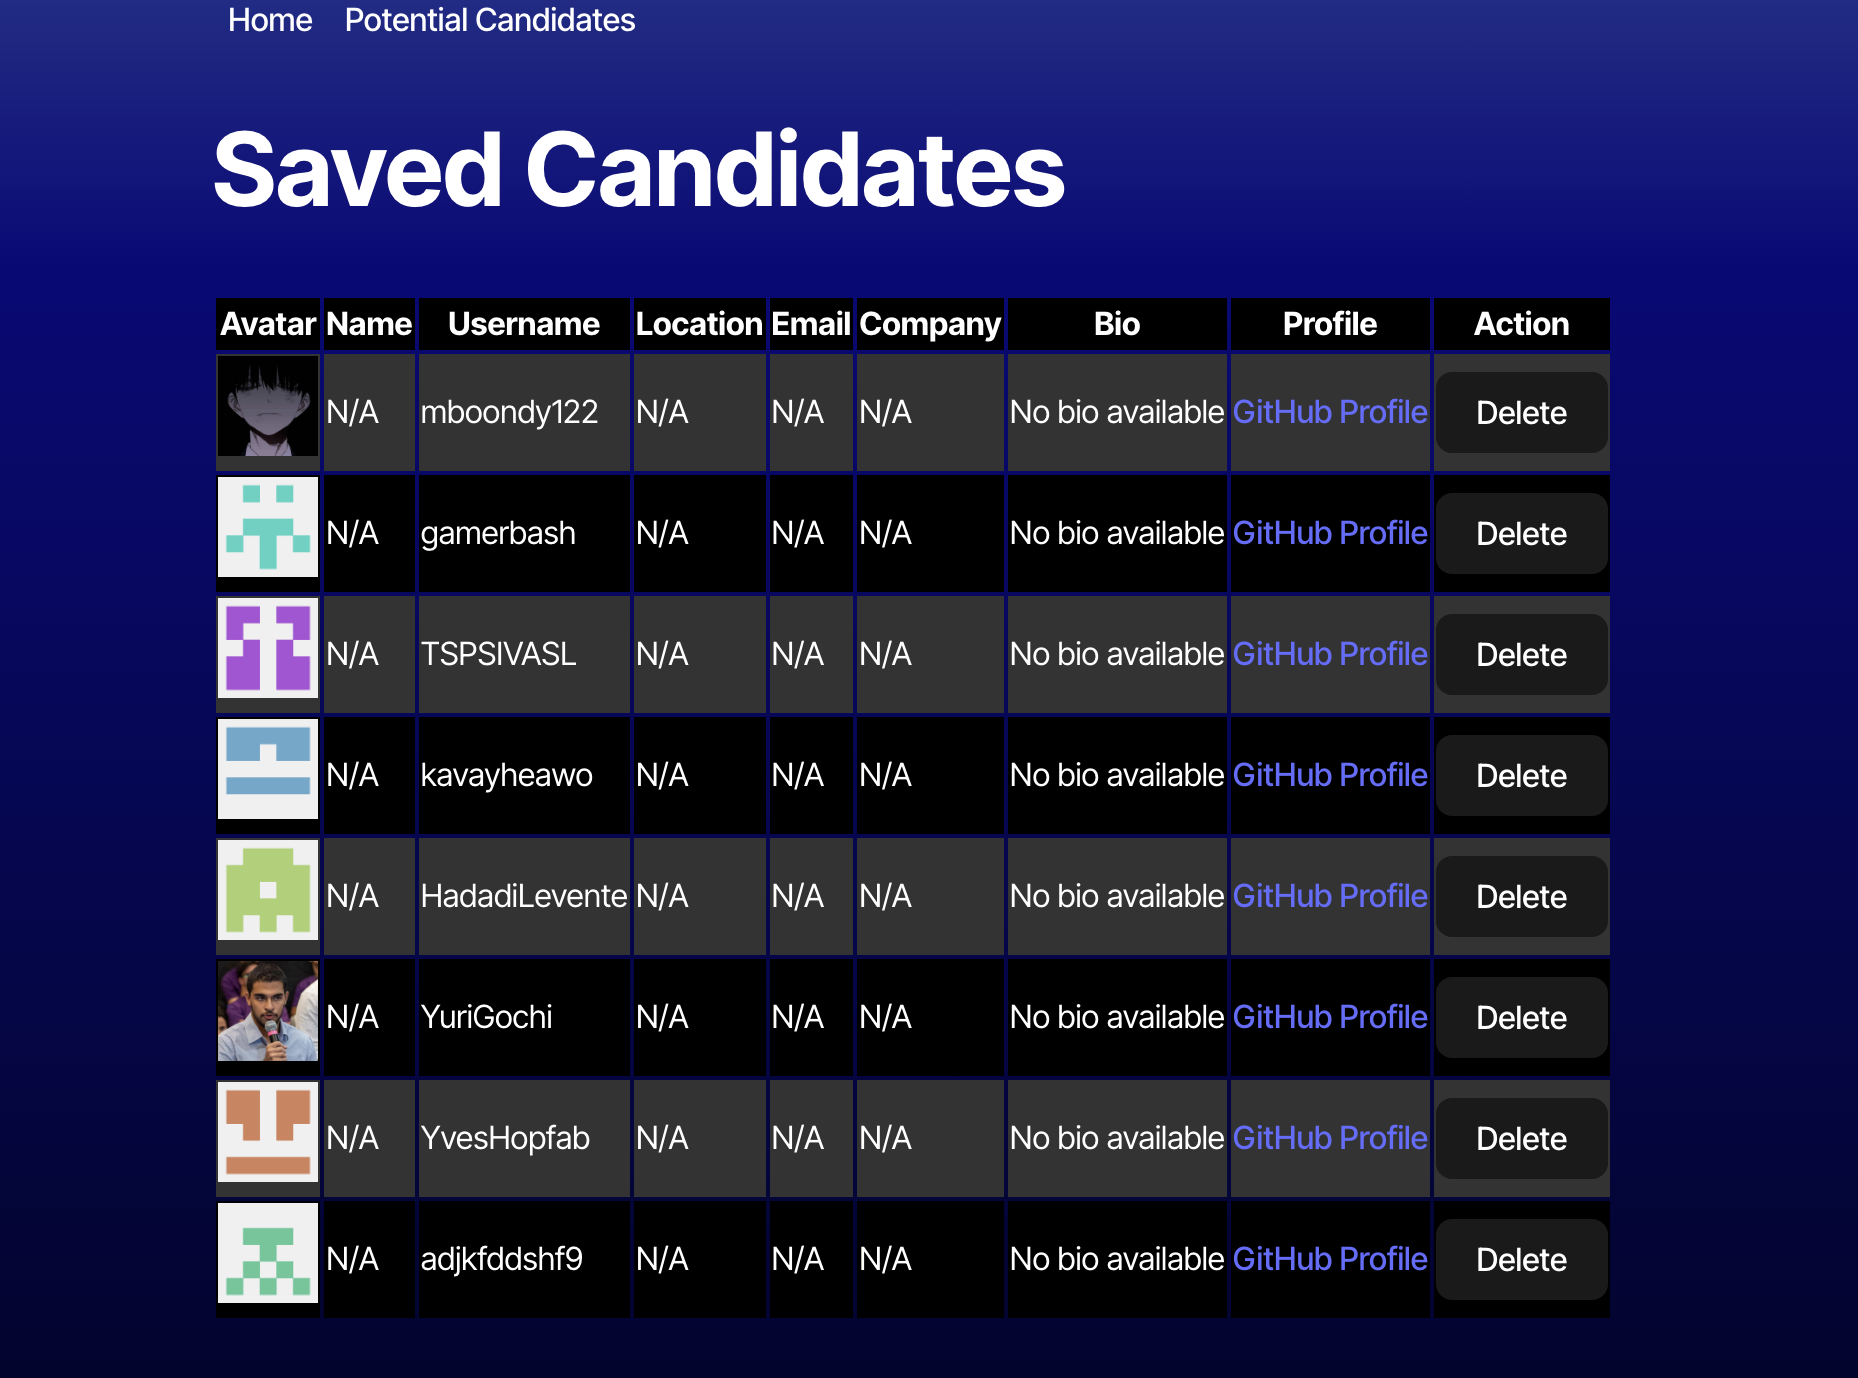 Home Potential Candidates
Saved Candidates
Avatar Name Username Location Email Company Bio Profile Action
N/A mboondy122 N/A N/A N/A No bio available GitHub Profile Delete
N/A gamerbash N/A N/A N/A No bio available GitHub Profile Delete
N/A TSPSIVASL N/A N/A N/A No bio available GitHub Profile Delete
N/A kavayheawo N/A N/A N/A No bio available GitHub Profile Delete
N/A HadadiLevente N/A N/A N/A No bio available GitHub Profile Delete
N/A YuriGochi N/A N/A N/A No bio available GitHub Profile Delete
N/A YvesHopfab N/A N/A N/A No bio available GitHub Profile Delete
N/A adjkfddshf9 N/A N/A N/A No bio available GitHub Profile Delete